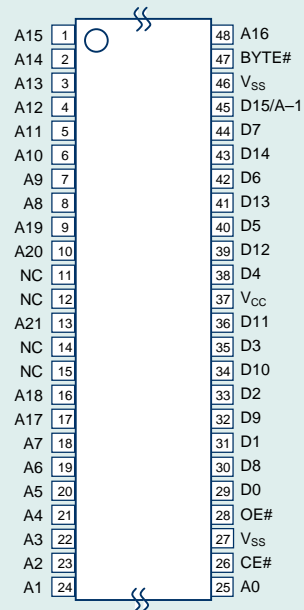 A15 1 48 A16
A14 2 47 BYTE#
A13 3 46 VSS
A12 4 45 D15/A–1
A11 5 44 D7
A10 6 43 D14
A9 7 42 D6
A8 8 41 D13
A19 9 40 D5
A20 10 39 D12
NC 11 38 D4
NC 12 37 VCC
A21 13 36 D11
NC 14 35 D3
NC 15 34 D10
A18 16 33 D2
A17 17 32 D9
A7 18 31 D1
A6 19 30 D8
A5 20 29 D0
A4 21 28 OE#
A3 22 27 VSS
A2 23 26 CE#
A1 24 25 A0